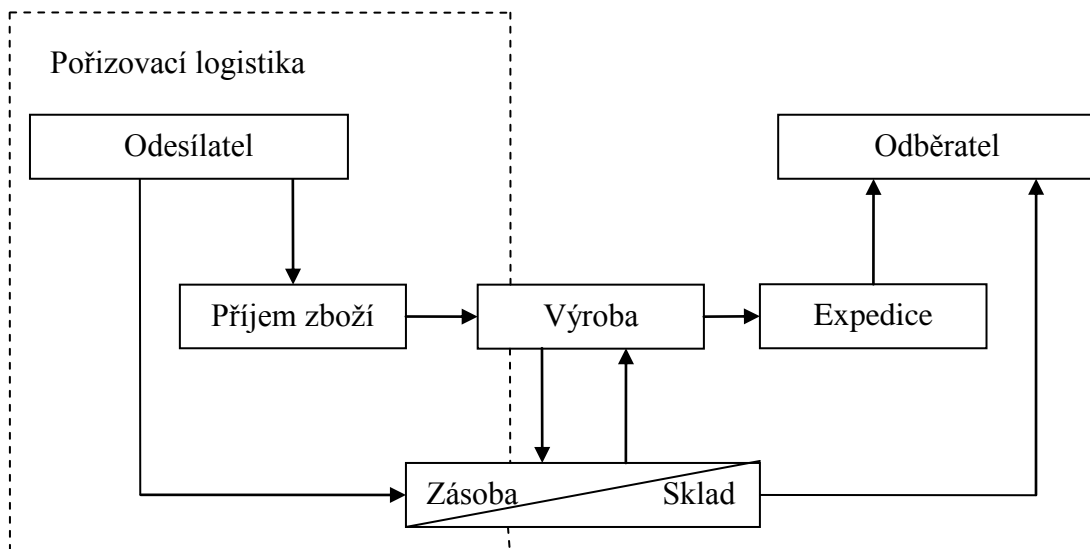 Pořizovací logistika
Odesílatel
Odběratel
Příjem zboží
Výroba
Expedice
Zásoba
Sklad